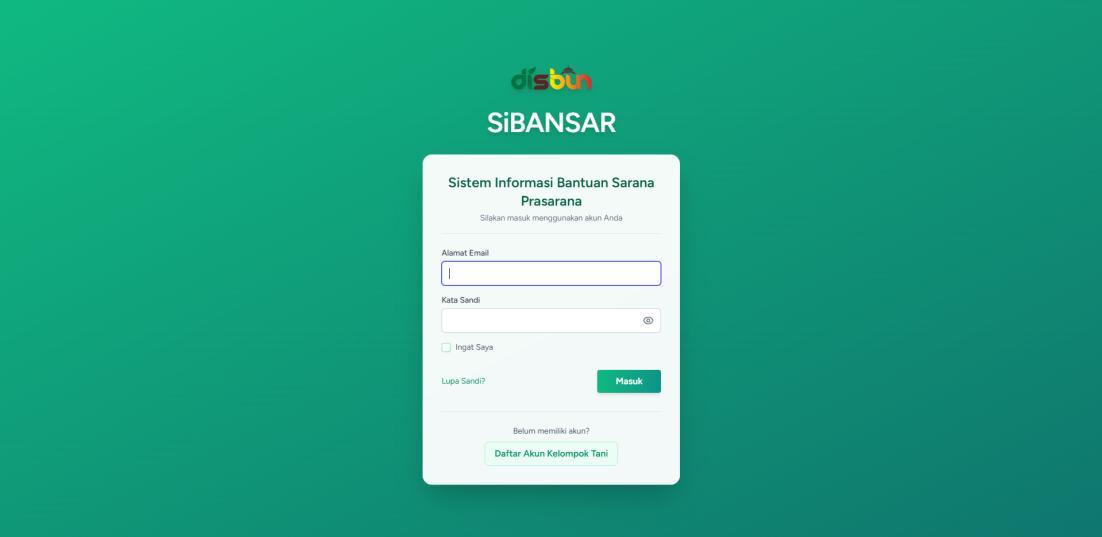 disbun
SiBANSAR
Sistem Informasi Bantuan Sarana
Prasarana
Silakan masuk menggunakan akun Anda
Alamat Email
Kata Sandi
Ingat Saya
Lupa Sandi?
Masuk
Belum memiliki akun?
Daftar Akun Kelompok Tani